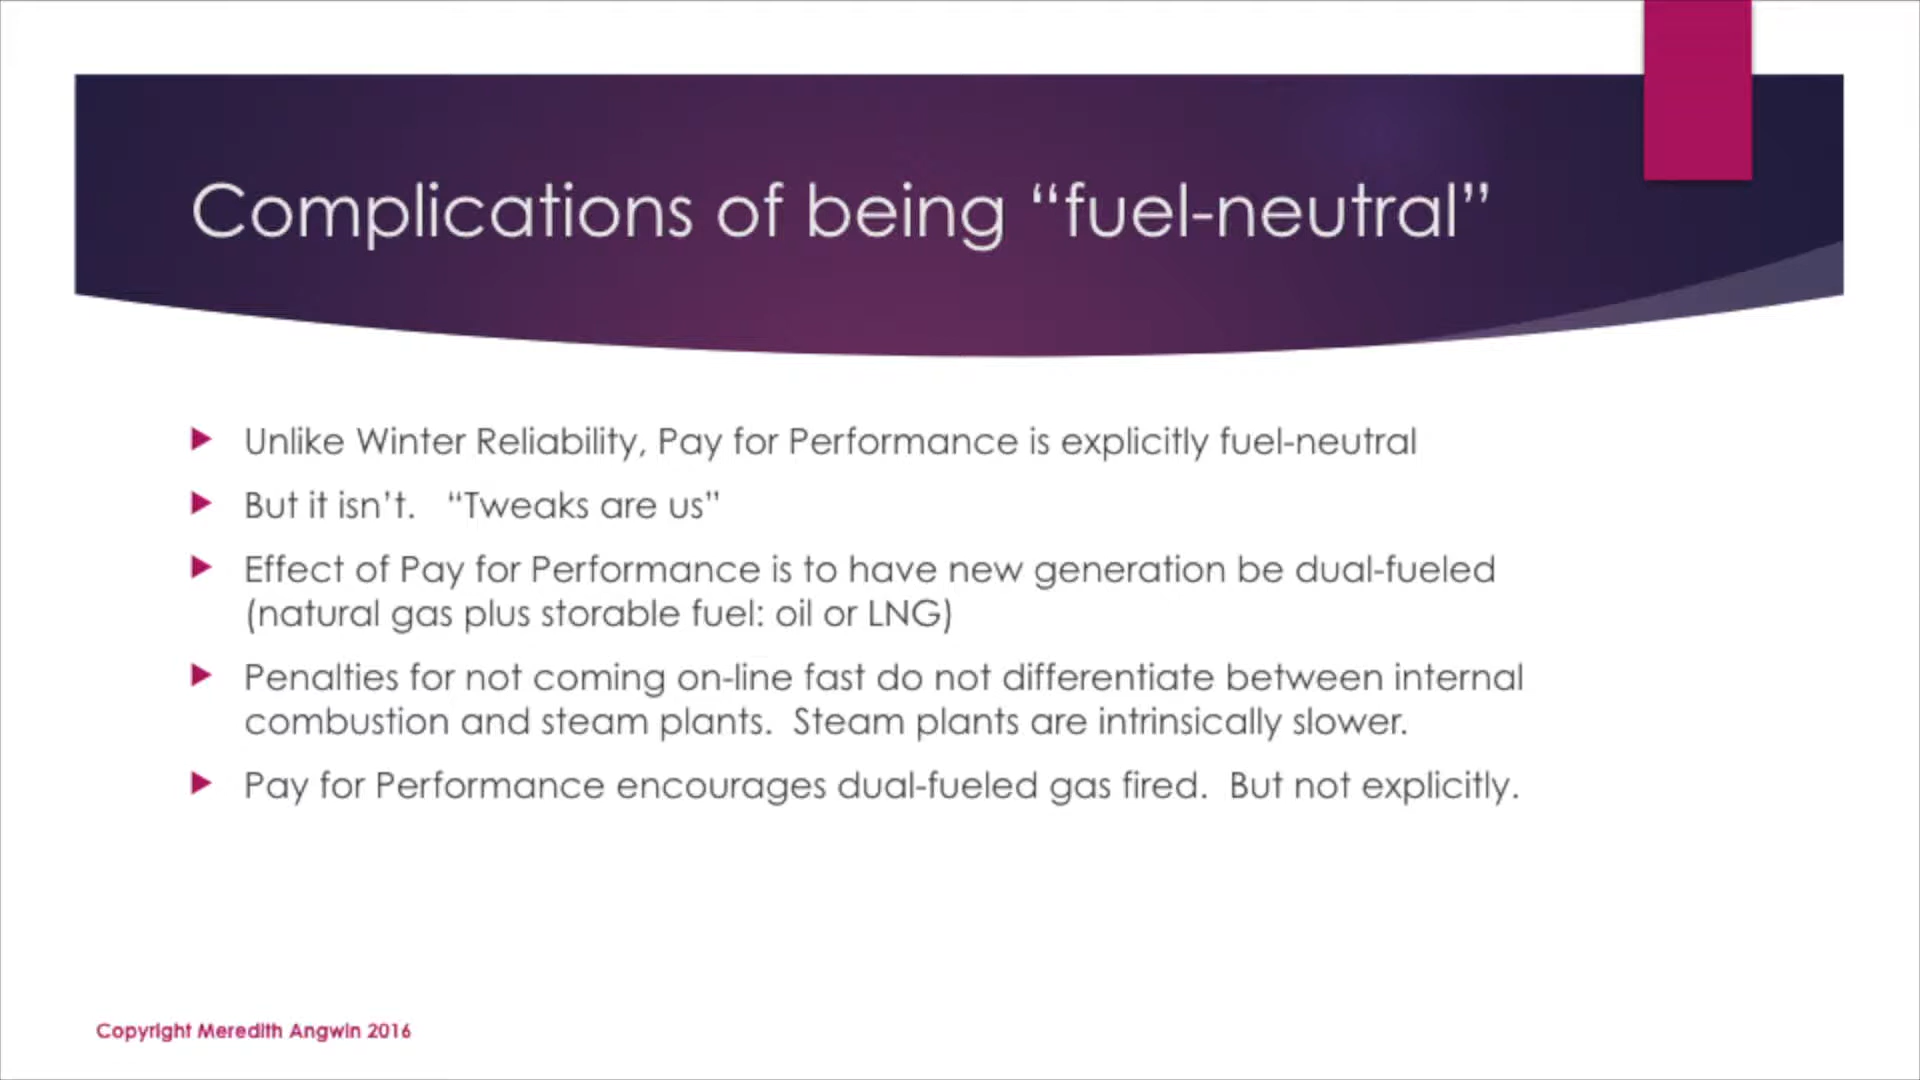 Complications of being “fuel-neutral”
Unlike Winter Reliability, Pay for Performance is explicitly fuel-neutral
But it isn’t.   “Tweaks are us”
Effect of Pay for Performance is to have new generation be dual-fueled
(natural gas plus storable fuel: oil or LNG)
Penalties for not coming on-line fast do not differentiate between internal
combustion and steam plants.  Steam plants are intrinsically slower.
Pay for Performance encourages dual-fueled gas fired.  But not explicitly.
Copyright Meredith Angwin 2016